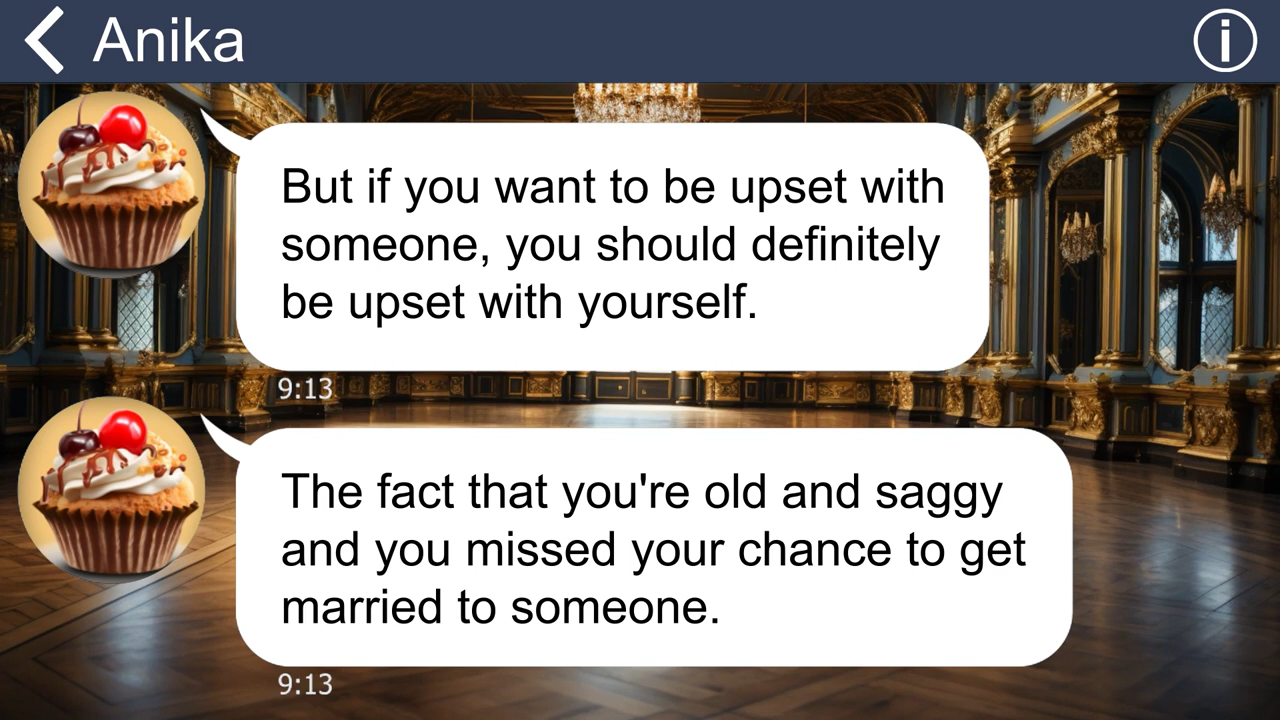 Anika
But if you want to be upset with
someone, you should definitely
be upset with yourself.
9:13
The fact that you're old and saggy
and you missed your chance to get
married to someone.
9:13